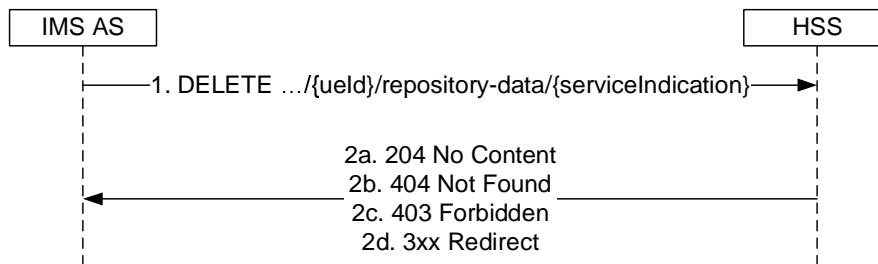 IMS AS
HSS
1. DELETE …/{ueId}/repository-data/{serviceIndication}
2a. 204 No Content
2b. 404 Not Found
2c. 403 Forbidden
2d. 3xx Redirect